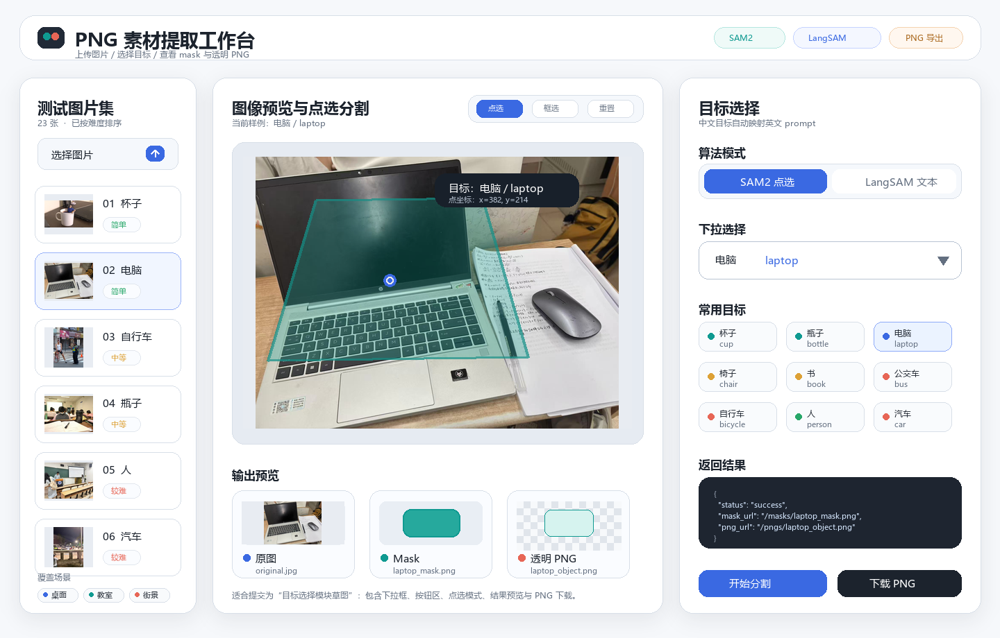 PNG 素材提取工作台
上传图片 / 选择目标 / 查看 mask 与透明 PNG
SAM2
LangSAM
PNG 导出
测试图片集
23 张 · 已按难度排序
选择图片
01 杯子
简单
02 电脑
简单
03 自行车
中等
04 瓶子
中等
05 人
较难
06 汽车
较难
覆盖场景
桌面
教室
街景
图像预览与点选分割
当前样例：电脑 / laptop
点选
框选
重置
目标：电脑 / laptop
点坐标：x=382, y=214
输出预览
原图
original.jpg
Mask
laptop_mask.png
透明 PNG
laptop_object.png
适合提交为“目标选择模块草图”：包含下拉框、按钮区、点选模式、结果预览与 PNG 下载。
目标选择
中文目标自动映射英文 prompt
算法模式
SAM2 点选
LangSAM 文本
下拉选择
电脑 laptop
常用目标
杯子
cup
瓶子
bottle
电脑
laptop
椅子
chair
书
book
公交车
bus
自行车
bicycle
人
person
汽车
car
返回结果
{
"status": "success",
"mask_url": "/masks/laptop_mask.png",
"png_url": "/pngs/laptop_object.png"
}
开始分割
下载 PNG